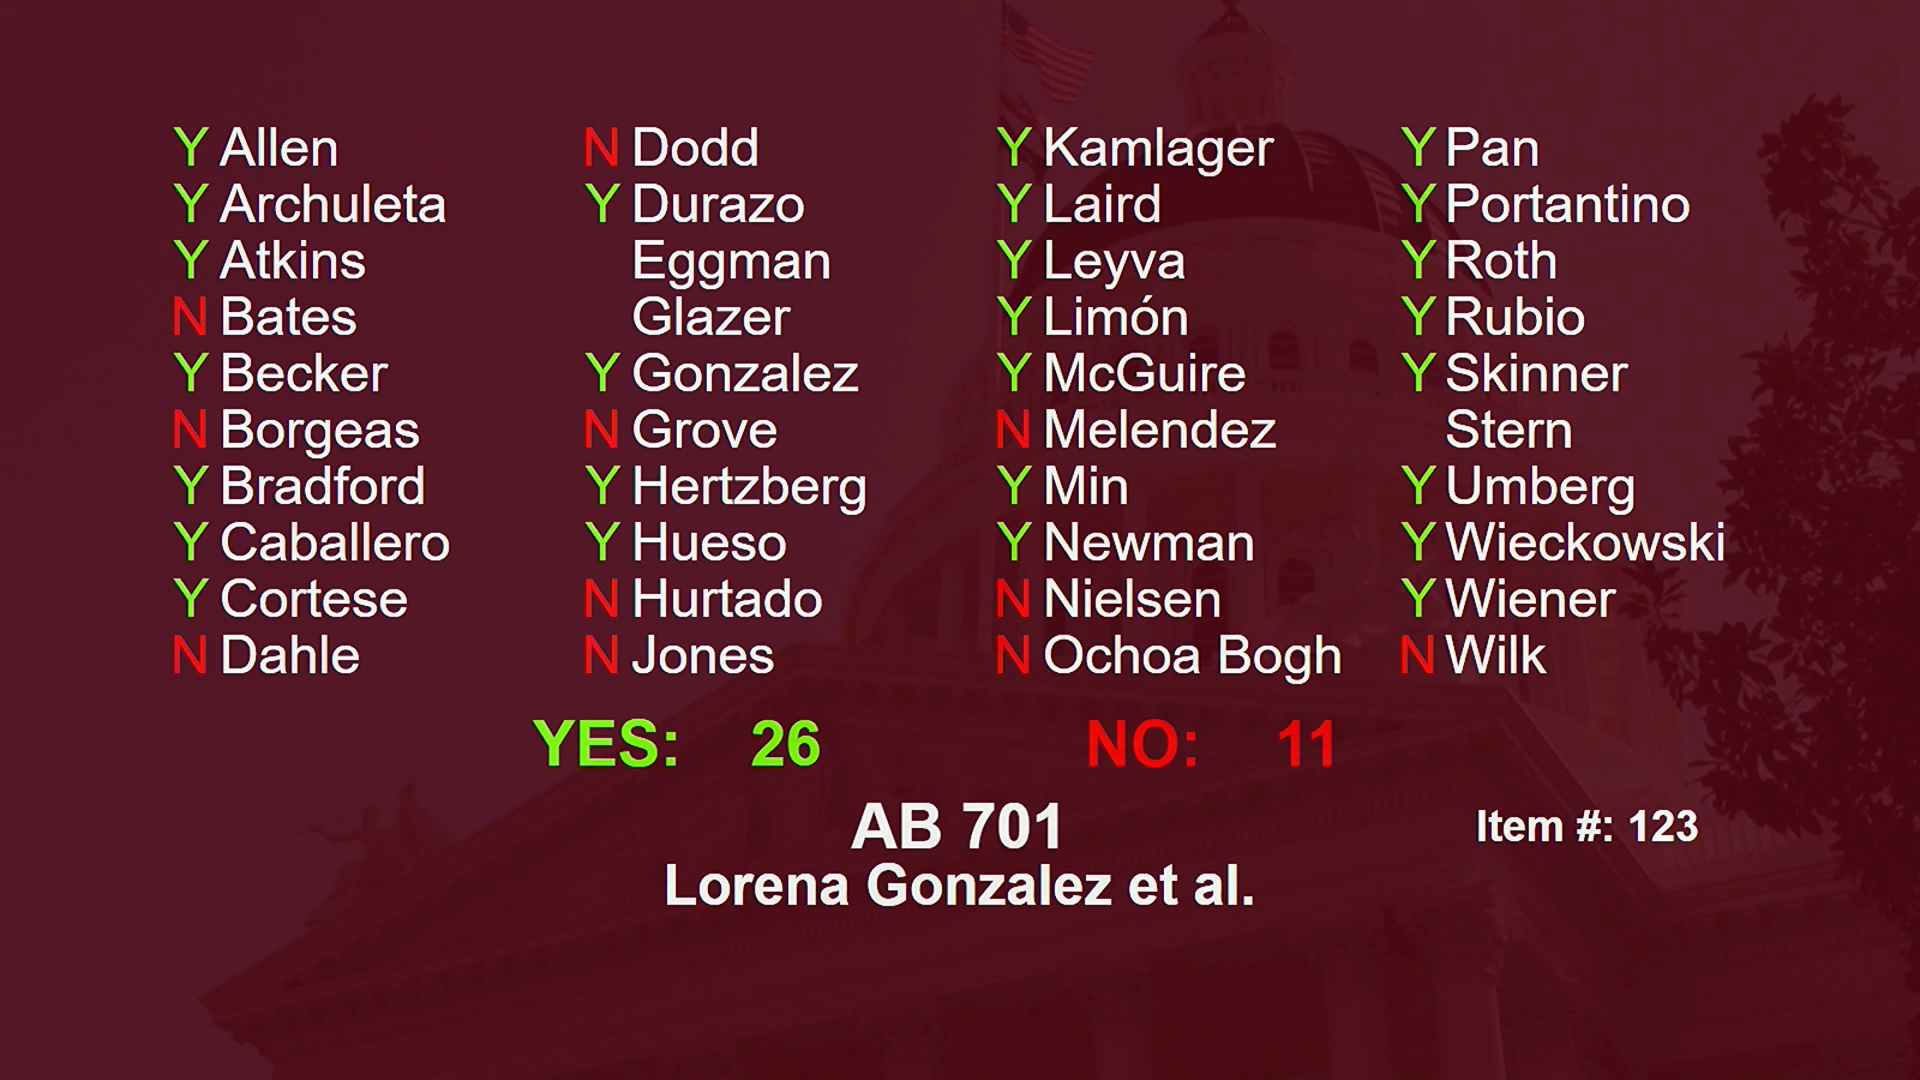 Y Allen N Dodd Y Kamlager Y Pan
Y Archuleta Y Durazo Y Laird Y Portantino
Y Atkins Eggman Y Leyva Y Roth
N Bates Glazer Y Limón Y Rubio
Y Becker Y Gonzalez Y McGuire Y Skinner
N Borgeas N Grove N Melendez Stern
Y Bradford Y Hertzberg Y Min Y Umberg
Y Caballero Y Hueso Y Newman Y Wieckowski
Y Cortese N Hurtado N Nielsen Y Wiener
N Dahle N Jones N Ochoa Bogh N Wilk
YES: 26 NO: 11
AB 701 Item #: 123
Lorena Gonzalez et al.